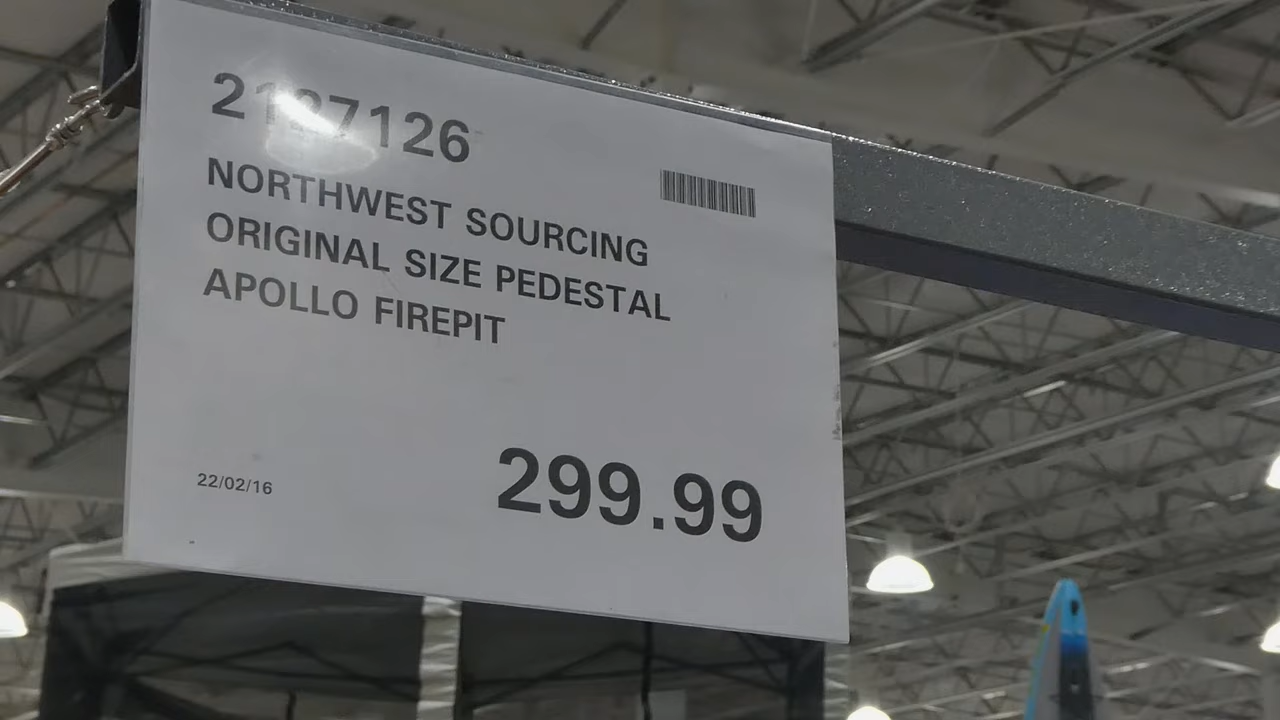 NORTHWEST SOURCING
ORIGINAL SIZE PEDESTAL
APOLLO FIREPIT
22/02/16
299.99